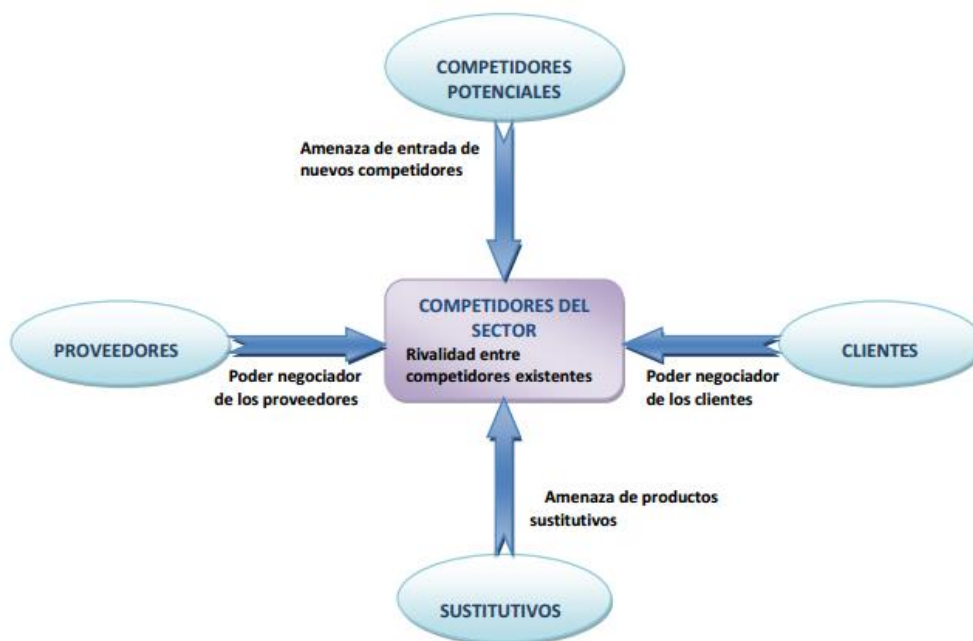 COMPETIDORES
POTENCIALES
Amenaza de entrada de
nuevos competidores
COMPETIDORES DEL
SECTOR
Rivalidad entre
competidores existentes
PROVEEDORES
Poder negociador
de los proveedores
CLIENTES
Poder negociador
de los clientes
Amenaza de productos
sustitutivos
SUSTITUTIVOS